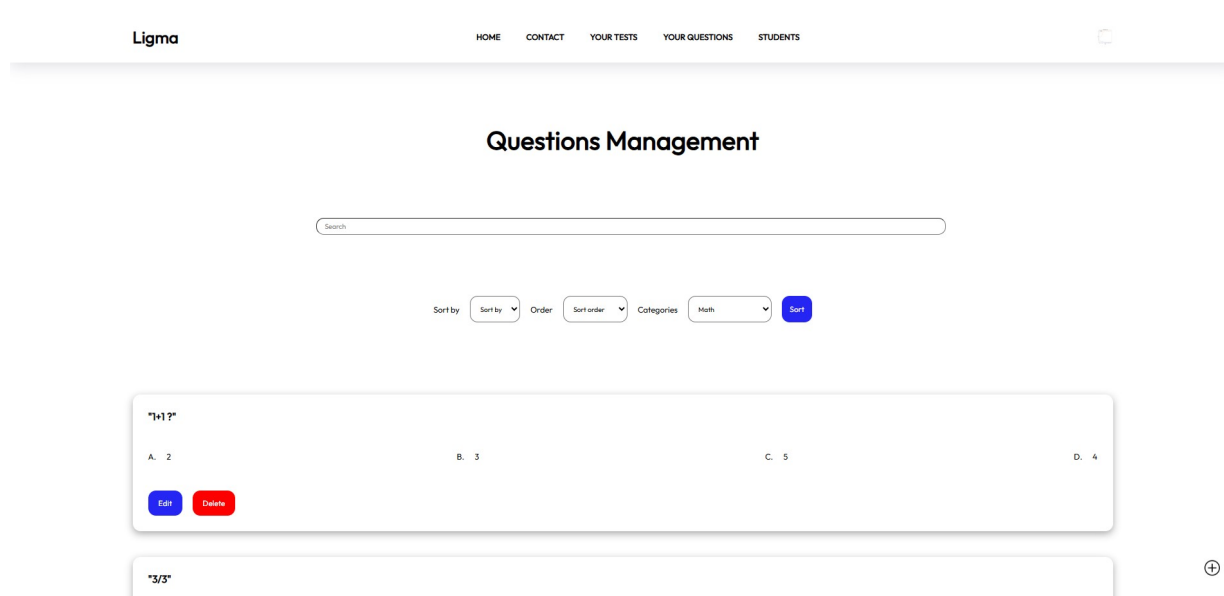 Ligma HOME CONTACT YOUR TESTS YOUR QUESTIONS STUDENTS
Questions Management
Search
Sort by Sort by Order Sort order Categories Math Sort
"1+1 ?"
A. 2 B. 3 C. 5 D. 4
Edit Delete
"3/3"